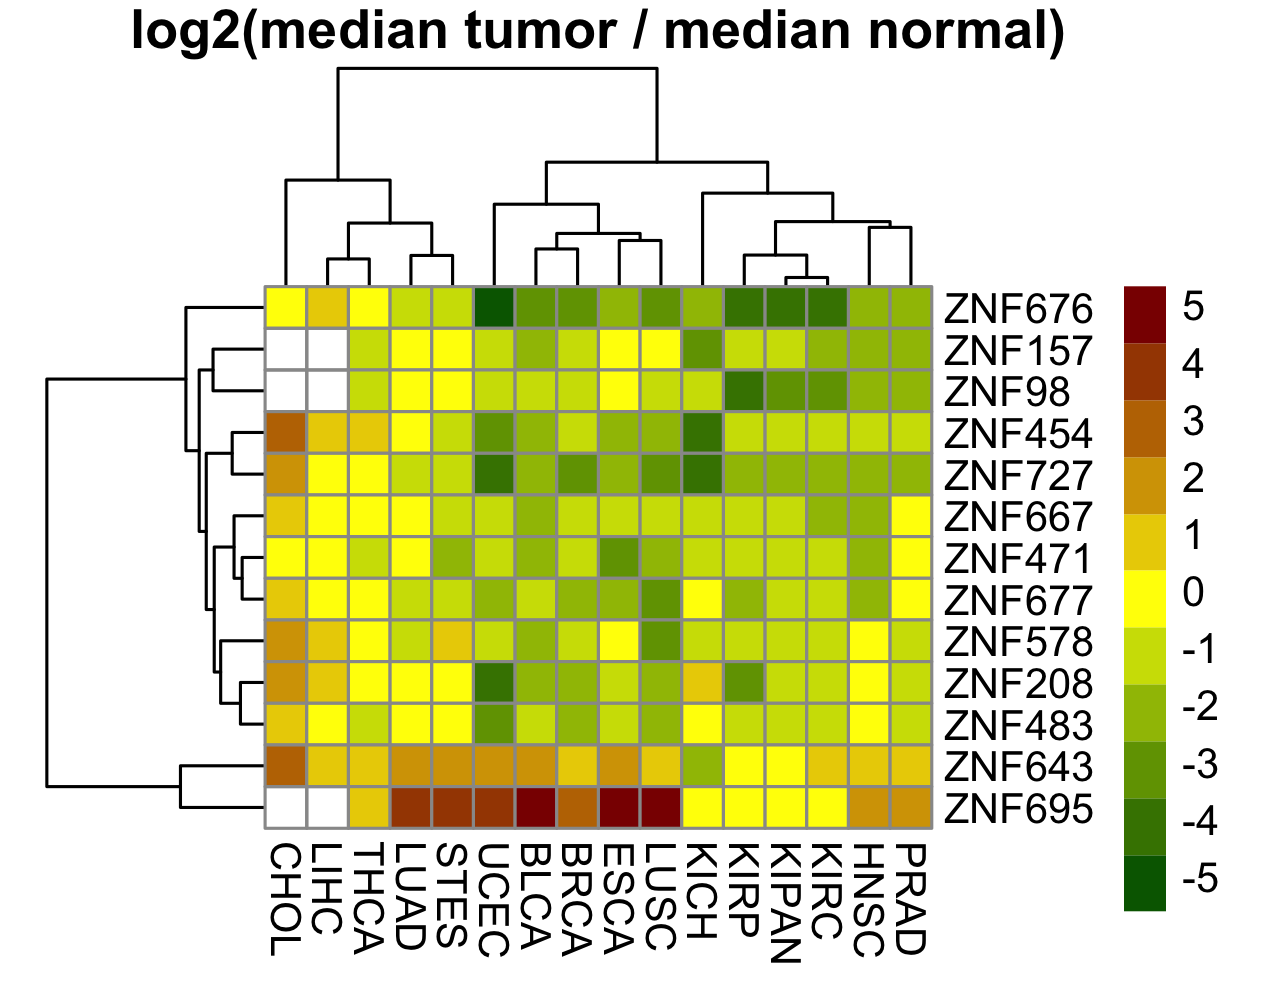 log2(median tumor / median normal)
ZNF676
ZNF157
ZNF98
ZNF454
ZNF727
ZNF667
ZNF471
ZNF677
ZNF578
ZNF208
ZNF483
ZNF643
ZNF695
5
4
3
2
1
0
-1
-2
-3
-4
-5
CHOL
LIHC
THCA
LUAD
STES
UCEC
BLCA
BRCA
ESCA
LUSC
KICH
KIRP
KIPAN
KIRC
HNSC
PRAD